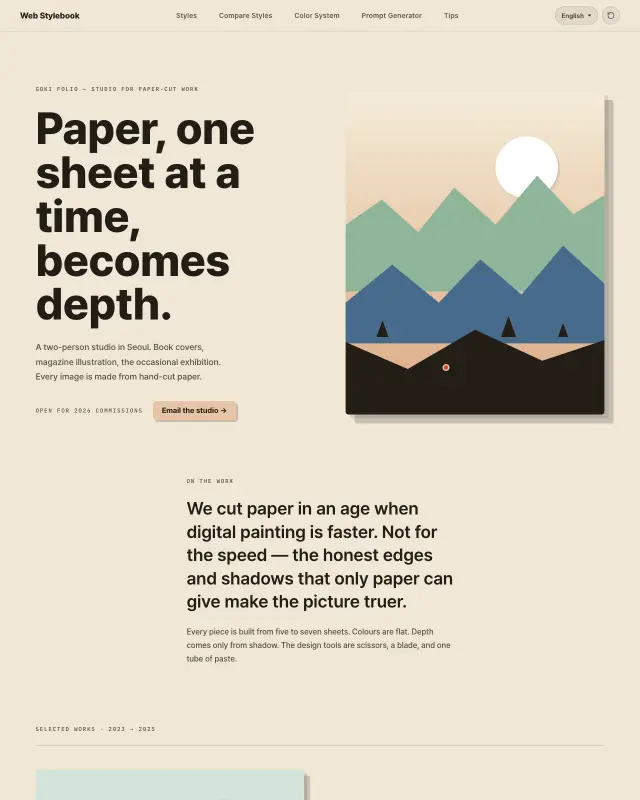 Web Stylebook
Styles
Compare Styles
Color System
Prompt Generator
Tips
English
GOKI FOLIO — STUDIO FOR PAPER-CUT WORK
Paper, one
sheet at a
time,
becomes
depth.
A two-person studio in Seoul. Book covers,
magazine illustration, the occasional exhibition.
Every image is made from hand-cut paper.
OPEN FOR 2026 COMMISSIONS
Email the studio →
ON THE WORK
We cut paper in an age when
digital painting is faster. Not for
the speed — the honest edges
and shadows that only paper can
give make the picture truer.
Every piece is built from five to seven sheets. Colours are flat. Depth
comes only from shadow. The design tools are scissors, a blade, and one
tube of paste.
SELECTED WORKS · 2023 — 2025